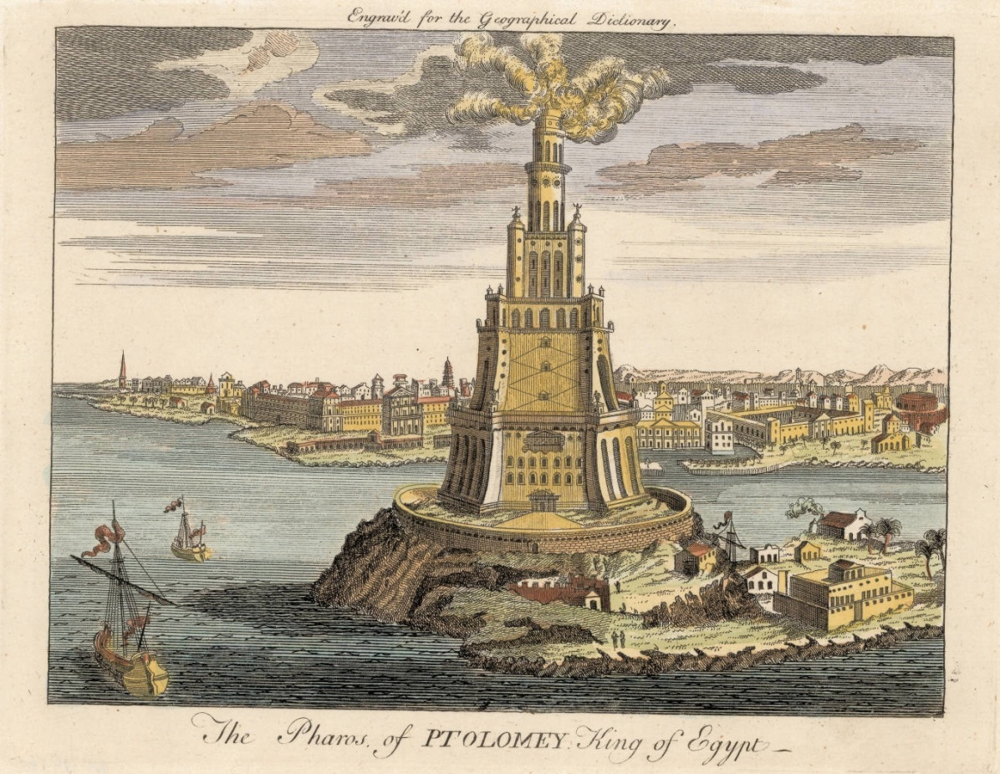 Engrav'd for the Geographical Dictionary.
The Pharos, of PTOLOMEY King of Egypt